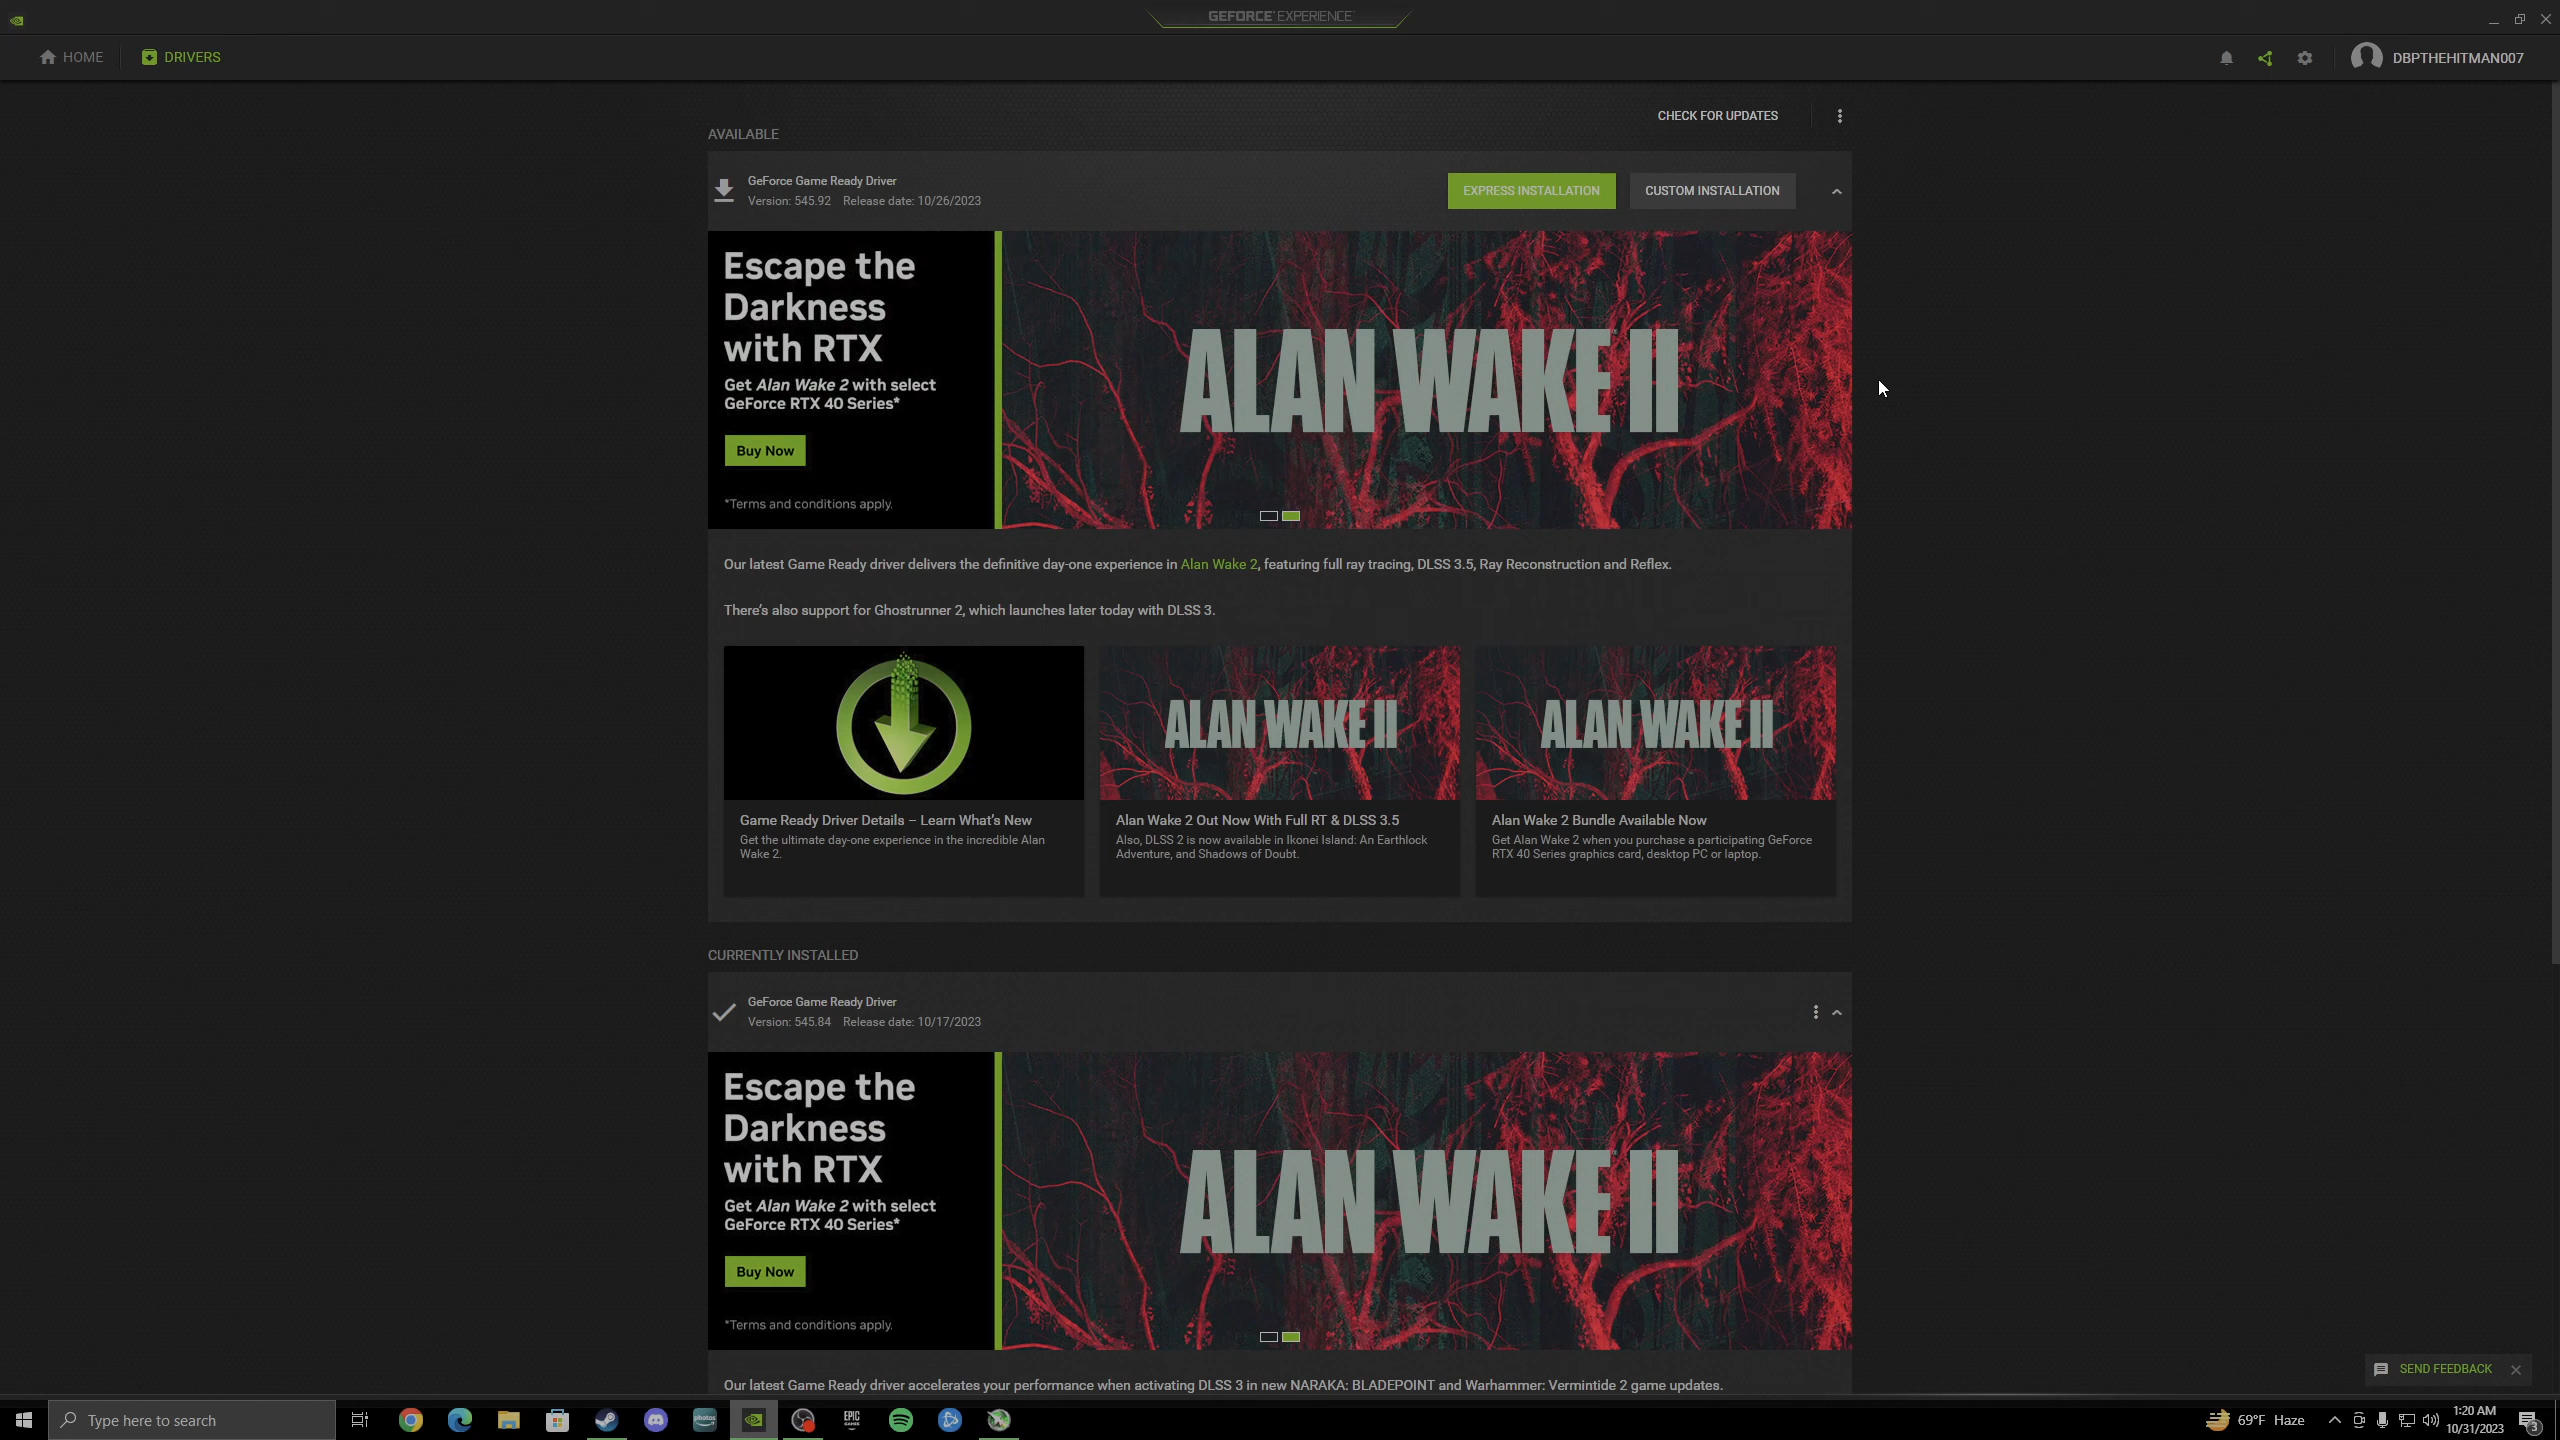 GEFORCE EXPERIENCE
HOME
DRIVERS
DBPTHEHITMAN007
CHECK FOR UPDATES
AVAILABLE
GeForce Game Ready Driver
Version: 545.92 Release date: 10/26/2023
EXPRESS INSTALLATION
CUSTOM INSTALLATION
Escape the
Darkness
with RTX
Get Alan Wake 2 with select
GeForce RTX 40 Series*
Buy Now
*Terms and conditions apply.
ALAN WAKE II
Our latest Game Ready driver delivers the definitive day-one experience in Alan Wake 2, featuring full ray tracing, DLSS 3.5, Ray Reconstruction and Reflex.
There's also support for Ghostrunner 2, which launches later today with DLSS 3.
ALAN WAKE II
ALAN WAKE II
Game Ready Driver Details – Learn What's New
Get the ultimate day-one experience in the incredible Alan
Wake 2.
Alan Wake 2 Out Now With Full RT & DLSS 3.5
Also, DLSS 2 is now available in Ikonei Island: An Earthlock
Adventure, and Shadows of Doubt.
Alan Wake 2 Bundle Available Now
Get Alan Wake 2 when you purchase a participating GeForce
RTX 40 Series graphics card, desktop PC or laptop.
CURRENTLY INSTALLED
GeForce Game Ready Driver
Version: 545.84 Release date: 10/17/2023
Escape the
Darkness
with RTX
Get Alan Wake 2 with select
GeForce RTX 40 Series*
Buy Now
*Terms and conditions apply.
ALAN WAKE II
Our latest Game Ready driver accelerates your performance when activating DLSS 3 in new NARAKA: BLADEPOINT and Warhammer: Vermintide 2 game updates.
SEND FEEDBACK
Type here to search
photos
EPIC
GAMES
69°F Haze
1:20 AM
10/31/2023
3